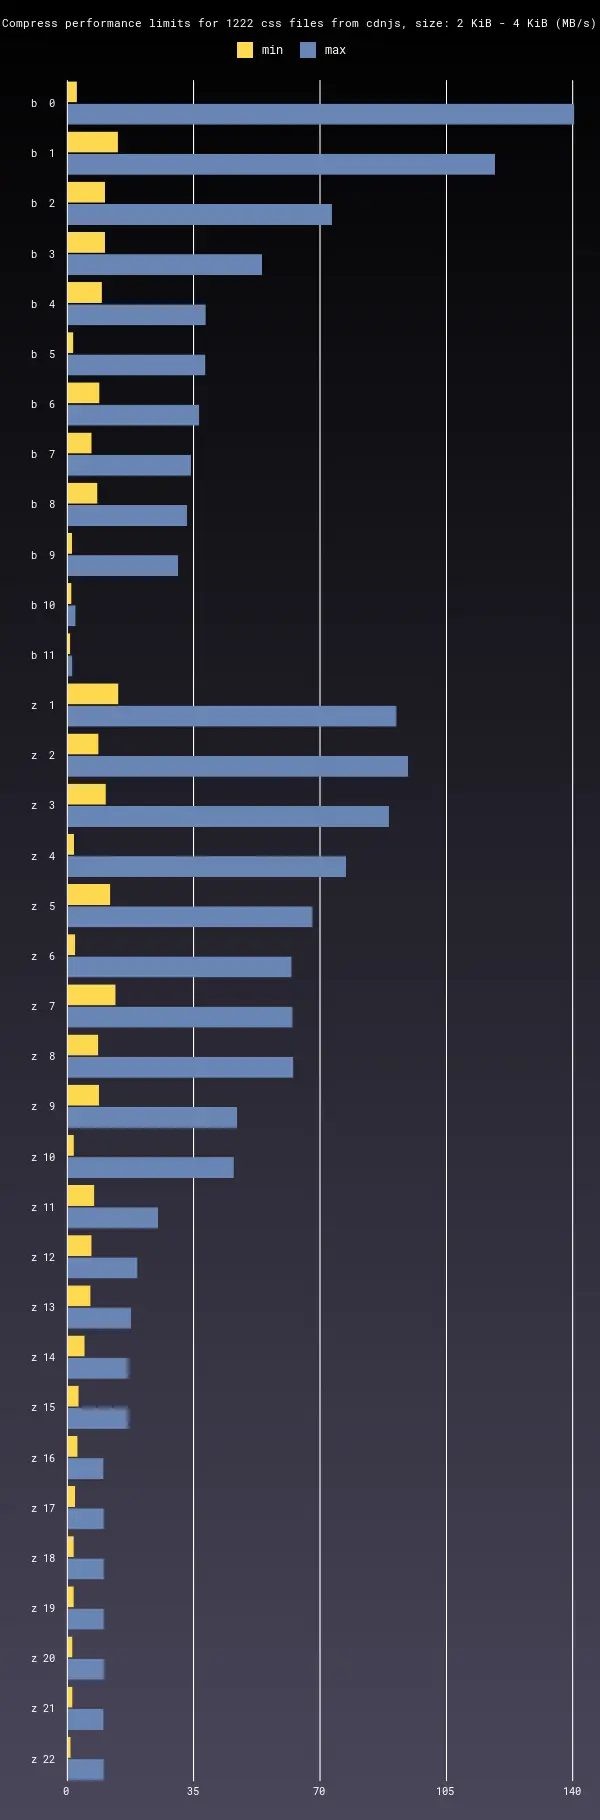 Compress performance limits for 1222 css files from cdnjs, size: 2 KiB - 4 KiB (MB/s)
min max
b 0
b 1
b 2
b 3
b 4
b 5
b 6
b 7
b 8
b 9
b 10
b 11
z 1
z 2
z 3
z 4
z 5
z 6
z 7
z 8
z 9
z 10
z 11
z 12
z 13
z 14
z 15
z 16
z 17
z 18
z 19
z 20
z 21
z 22
0 35 70 105 140